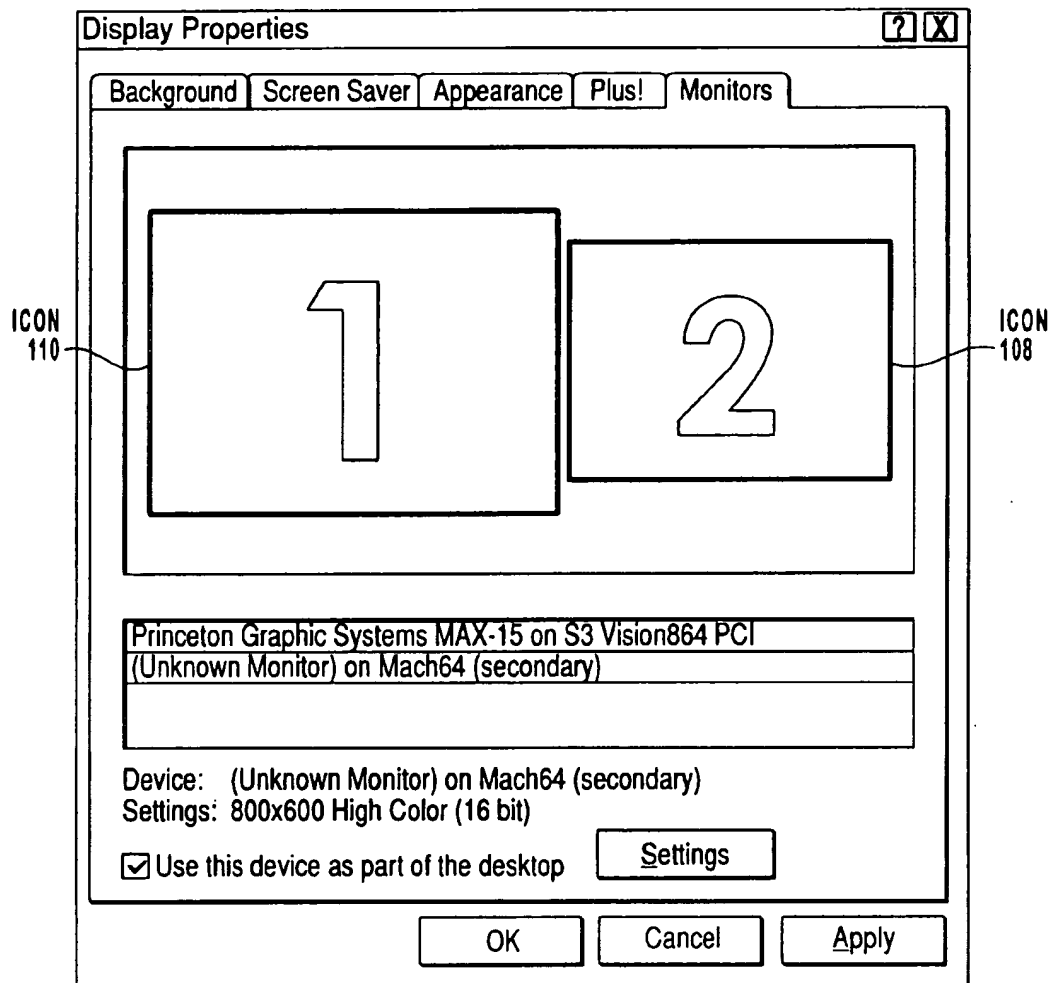 Display Properties ? X
Background Screen Saver Appearance Plus! Monitors
1 2
ICON 110
ICON 108
Princeton Graphic Systems MAX-15 on S3 Vision864 PCI
(Unknown Monitor) on Mach64 (secondary)
Device: (Unknown Monitor) on Mach64 (secondary)
Settings: 800x600 High Color (16 bit)
Use this device as part of the desktop Settings
OK Cancel Apply